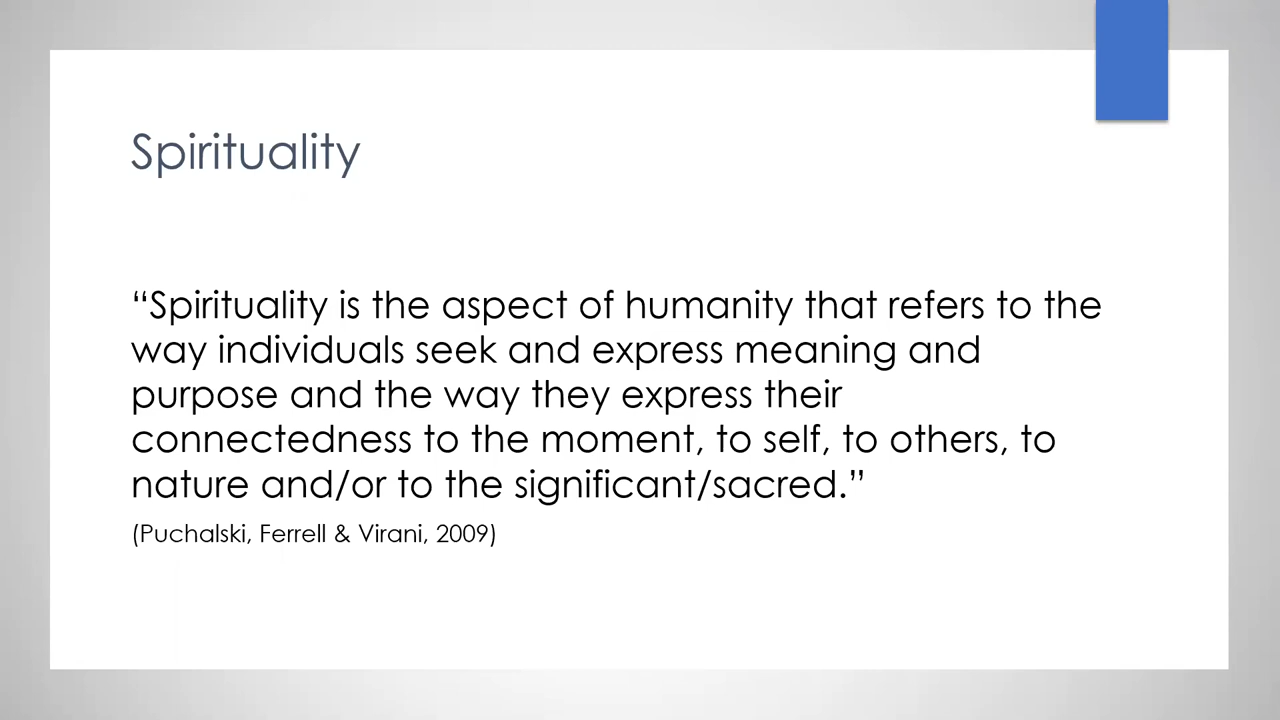 Spirituality
“Spirituality is the aspect of humanity that refers to the
way individuals seek and express meaning and
purpose and the way they express their
connectedness to the moment, to self, to others, to
nature and/or to the significant/sacred.”
(Puchalski, Ferrell & Virani, 2009)